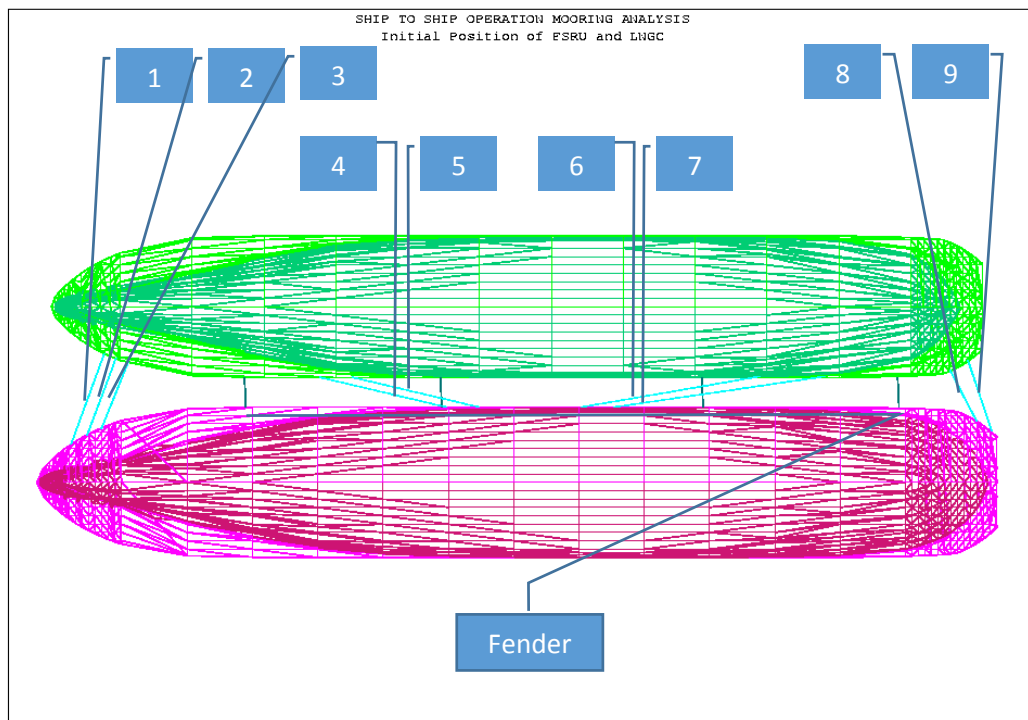 SHIP TO SHIP OPERATION MOORING ANALYSIS
Initial Position of FSRU and LNGC
1 2 3 8 9
4 5 6 7
Fender